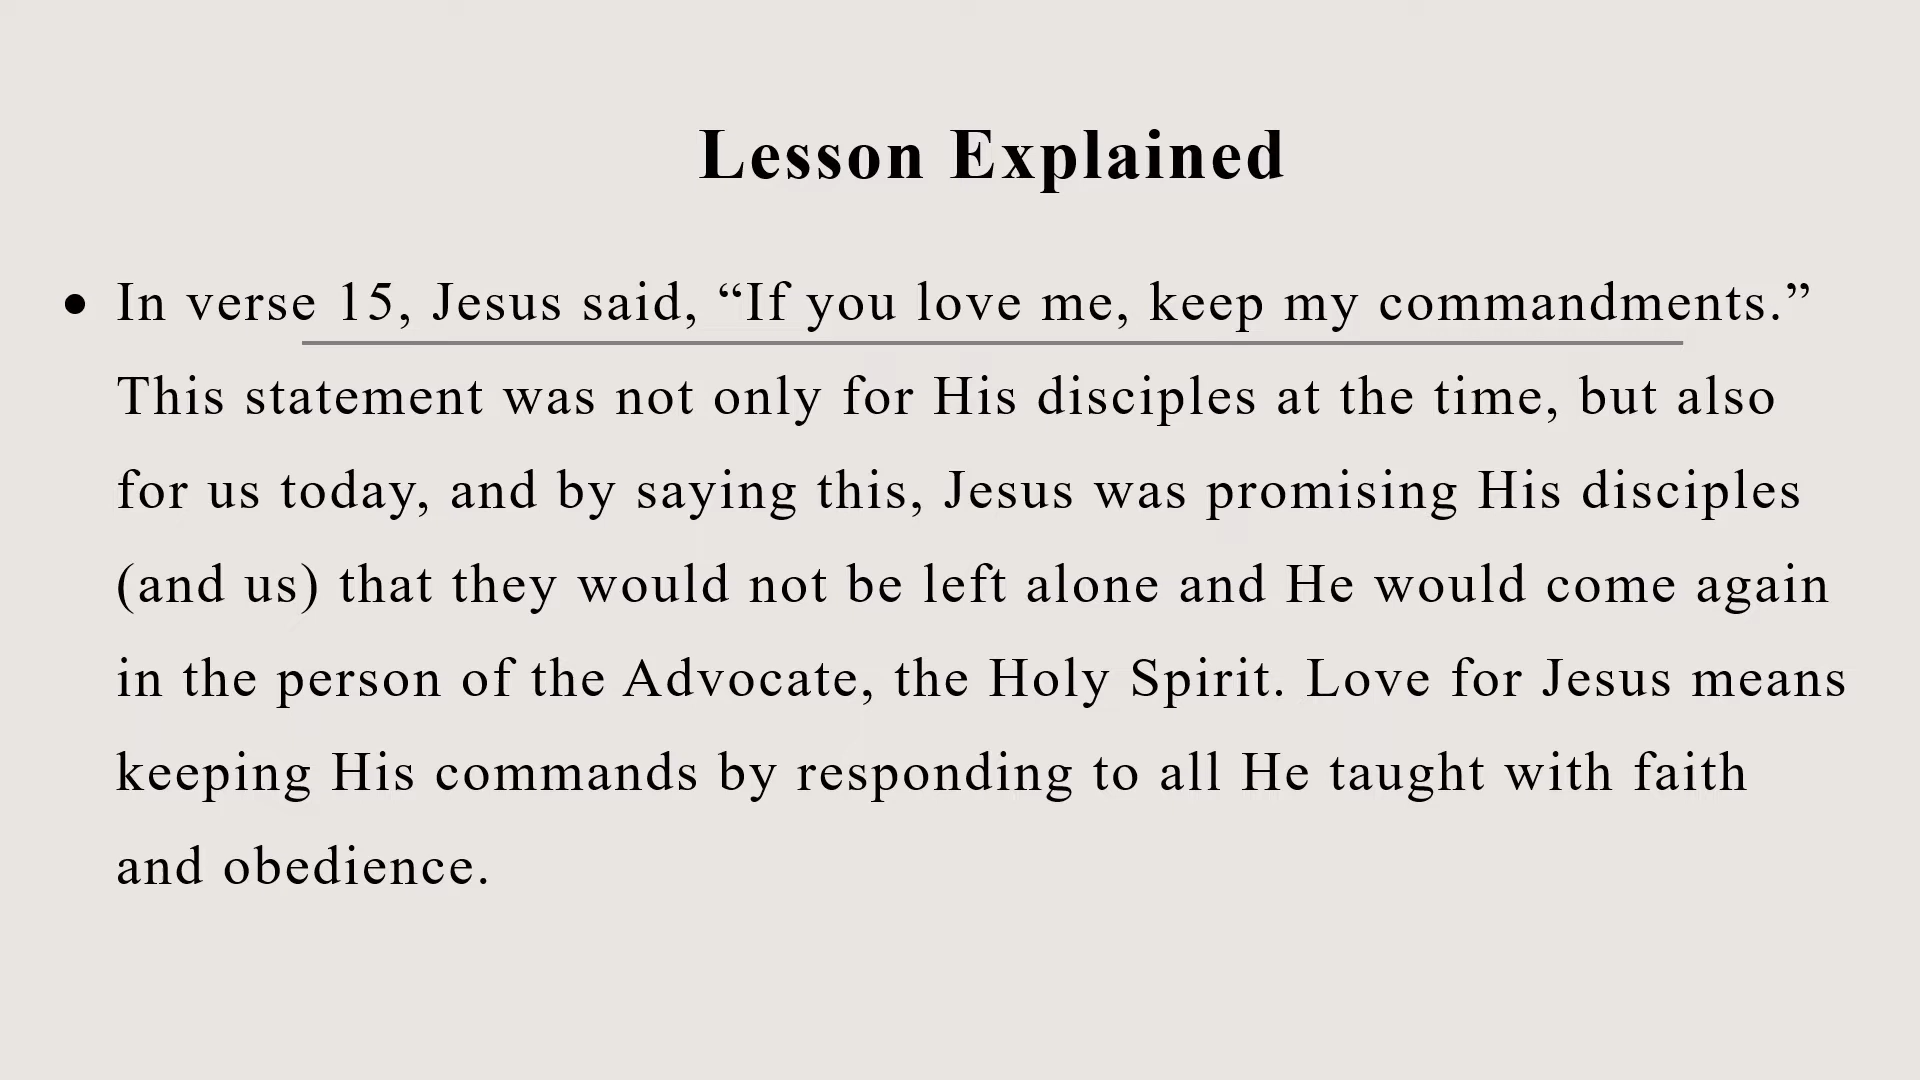 Lesson Explained
• In verse 15, Jesus said, “If you love me, keep my commandments.”
This statement was not only for His disciples at the time, but also
for us today, and by saying this, Jesus was promising His disciples
(and us) that they would not be left alone and He would come again
in the person of the Advocate, the Holy Spirit. Love for Jesus means
keeping His commands by responding to all He taught with faith
and obedience.